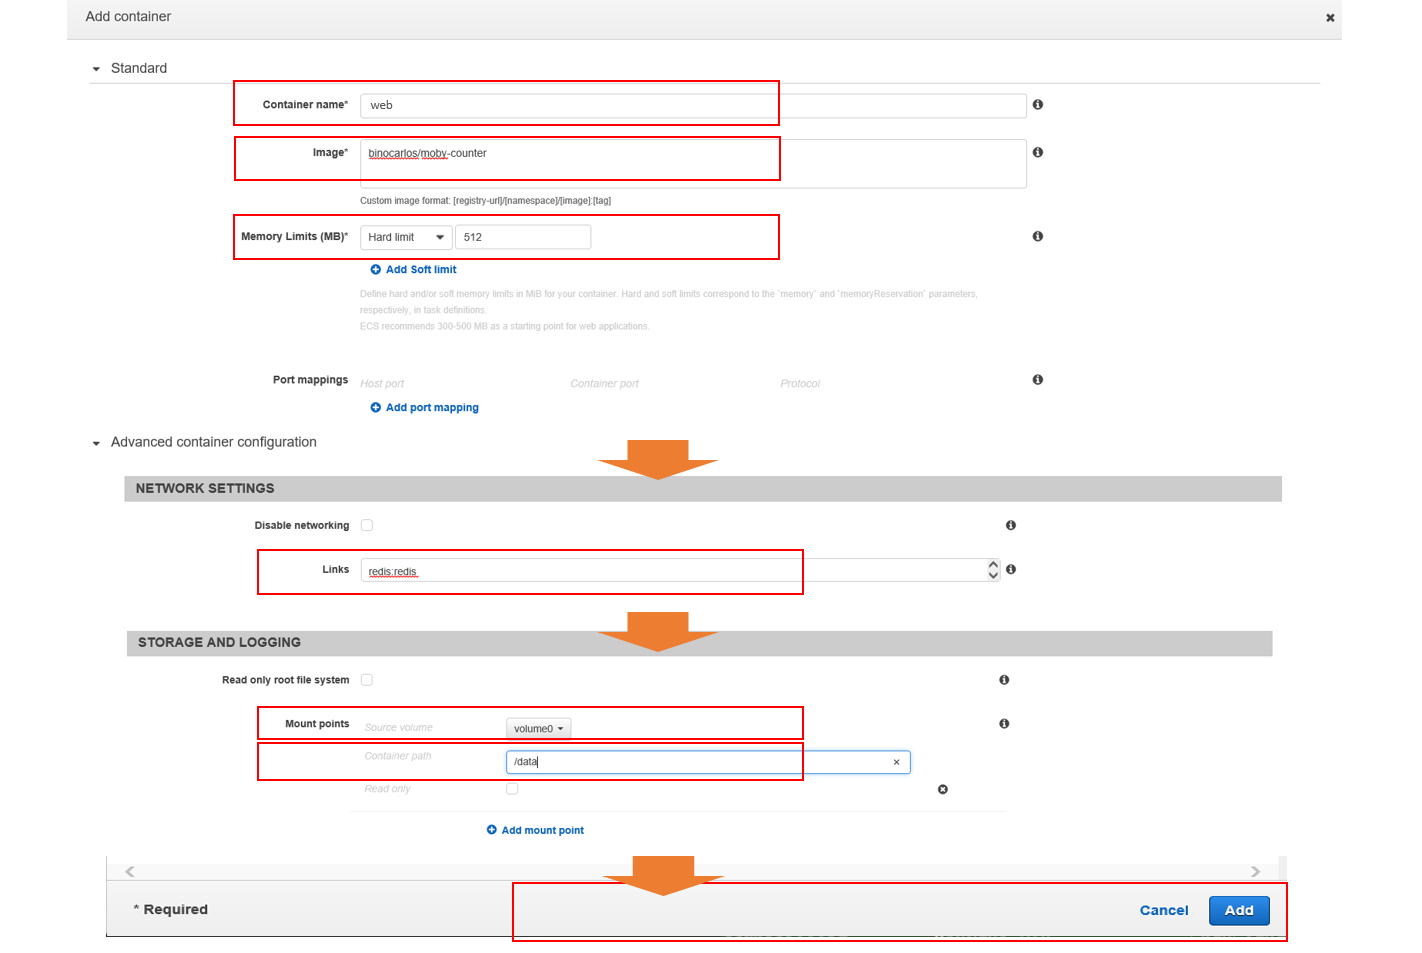 Add container
Standard
Container name* web
Image* binocarlos/moby-counter
Custom image format: [registry-url]/[namespace]/[image]:[tag]
Memory Limits (MB)* Hard limit 512
Add Soft limit
Define hard and/or soft memory limits in MiB for your container. Hard and soft limits correspond to the `memory` and `memoryReservation` parameters,
respectively, in task definitions.
ECS recommends 300-500 MB as a starting point for web applications.
Port mappings Host port Container port Protocol
Add port mapping
Advanced container configuration
NETWORK SETTINGS
Disable networking
Links redis:redis
STORAGE AND LOGGING
Read only root file system
Mount points Source volume volume0
Container path /data
Read only
Add mount point
* Required Cancel Add